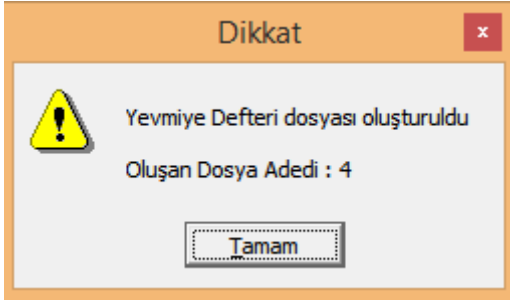 Dikkat
x
Yevmiye Defteri dosyası oluşturuldu
Oluşan Dosya Adedi : 4
Tamam